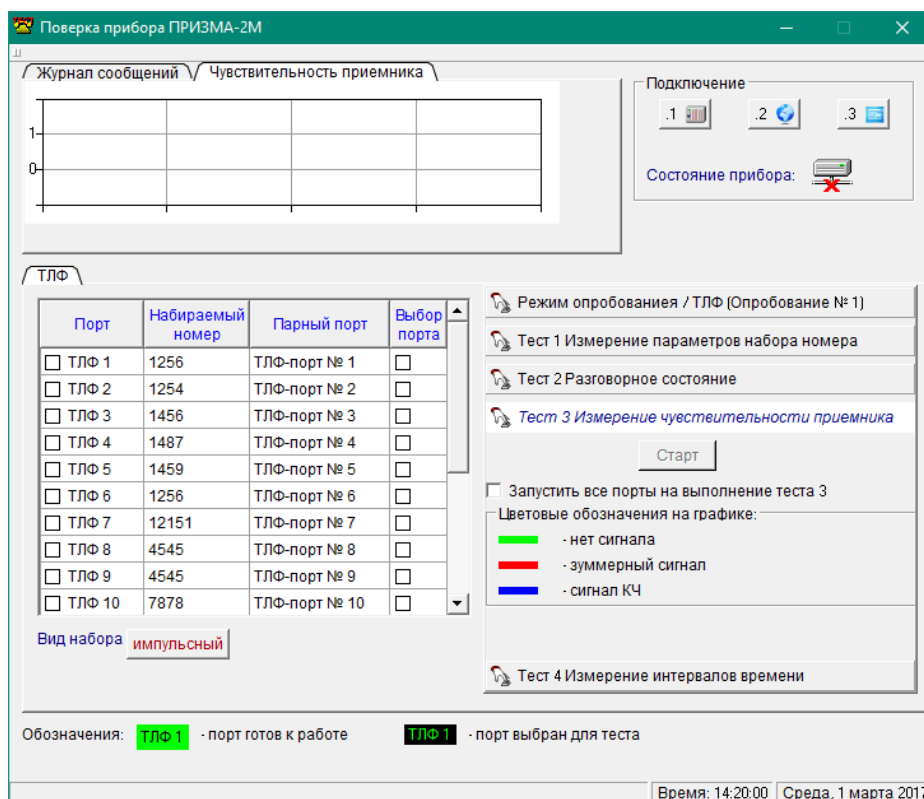 Поверка прибора ПРИЗМА-2М
Журнал сообщений
Чувствительность приемника
1
0
Подключение
.1
.2
.3
Состояние прибора:
ТЛФ
Порт Набираемый номер Парный порт Выбор порта
ТЛФ 1 1256 ТЛФ-порт № 1
ТЛФ 2 1254 ТЛФ-порт № 2
ТЛФ 3 1456 ТЛФ-порт № 3
ТЛФ 4 1487 ТЛФ-порт № 4
ТЛФ 5 1459 ТЛФ-порт № 5
ТЛФ 6 1256 ТЛФ-порт № 6
ТЛФ 7 12151 ТЛФ-порт № 7
ТЛФ 8 4545 ТЛФ-порт № 8
ТЛФ 9 4545 ТЛФ-порт № 9
ТЛФ 10 7878 ТЛФ-порт № 10
Вид набора импульсный
Режим опробованиея / ТЛФ (Опробование № 1)
Тест 1 Измерение параметров набора номера
Тест 2 Разговорное состояние
Тест 3 Измерение чувствительности приемника
Старт
Запустить все порты на выполнение теста 3
Цветовые обозначения на графике:
- нет сигнала
- зуммерный сигнал
- сигнал КЧ
Тест 4 Измерение интервалов времени
Обозначения: ТЛФ 1 - порт готов к работе ТЛФ 1 - порт выбран для теста
Время: 14:20:00 Среда, 1 марта 2017